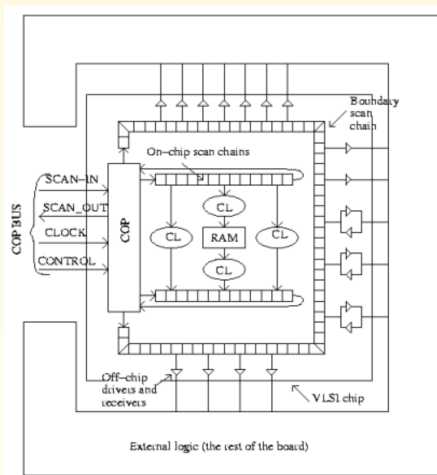 Boundary
scan
chain
On-chip scan chains
SCAN-IN
SCAN_OUT
CLOCK
CONTROL
COP BUS
COP
CL
CL
RAM
CL
CL
Off-chip
drivers and
receivers
VLSI chip
External logic (the rest of the board)